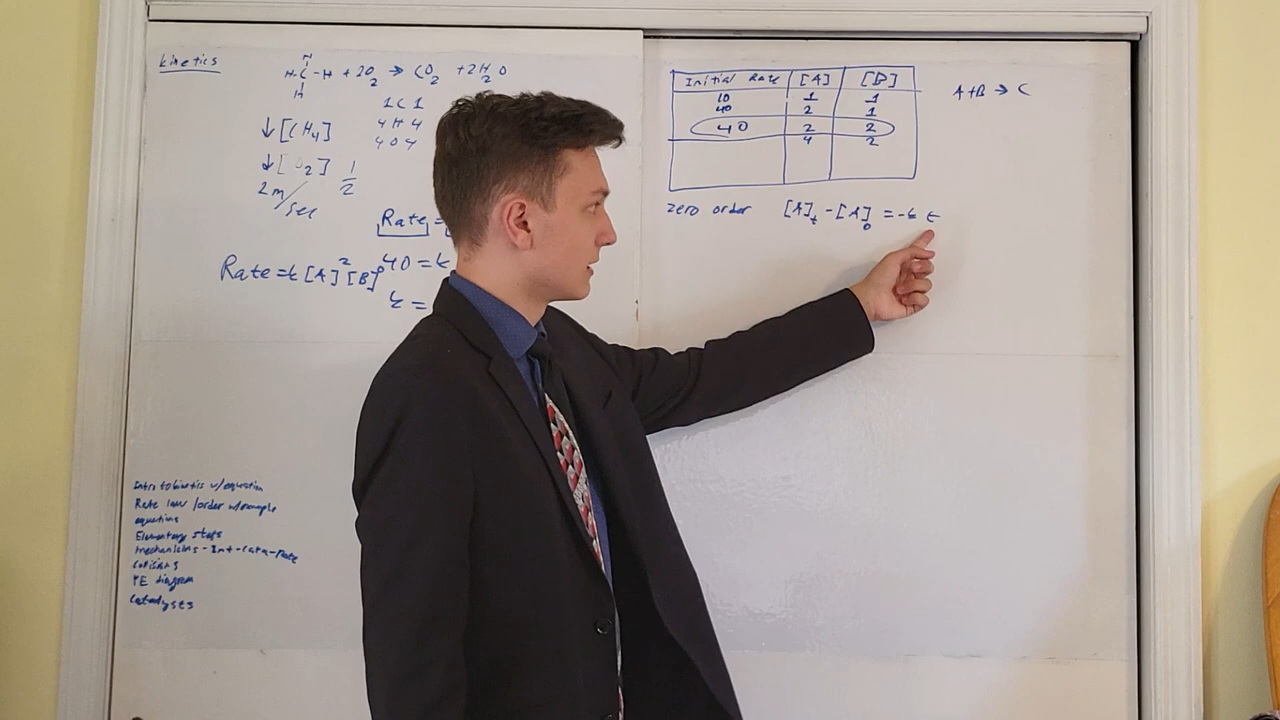 kinetics
H
H-C-H + 2O2 → CO2 + 2H2O
H
1 C 1
4 H 4
4 O 4
↓ [CH4]
↓ [O2] 1/2
2m/sec
Rate =
Rate = k [A]^2 [B]^0
40 = k
k =
Intro to kinetics w/equation
Rate law/order w/example
equations
Elementary steps
mechanisms - Int - cata - rate
PE diagram
Catalysts
Initial Rate [A] [B]
10 1 1
40 2 1
40 2 2
4 2
A+B → C
zero order [A]t - [A]0 = -k t